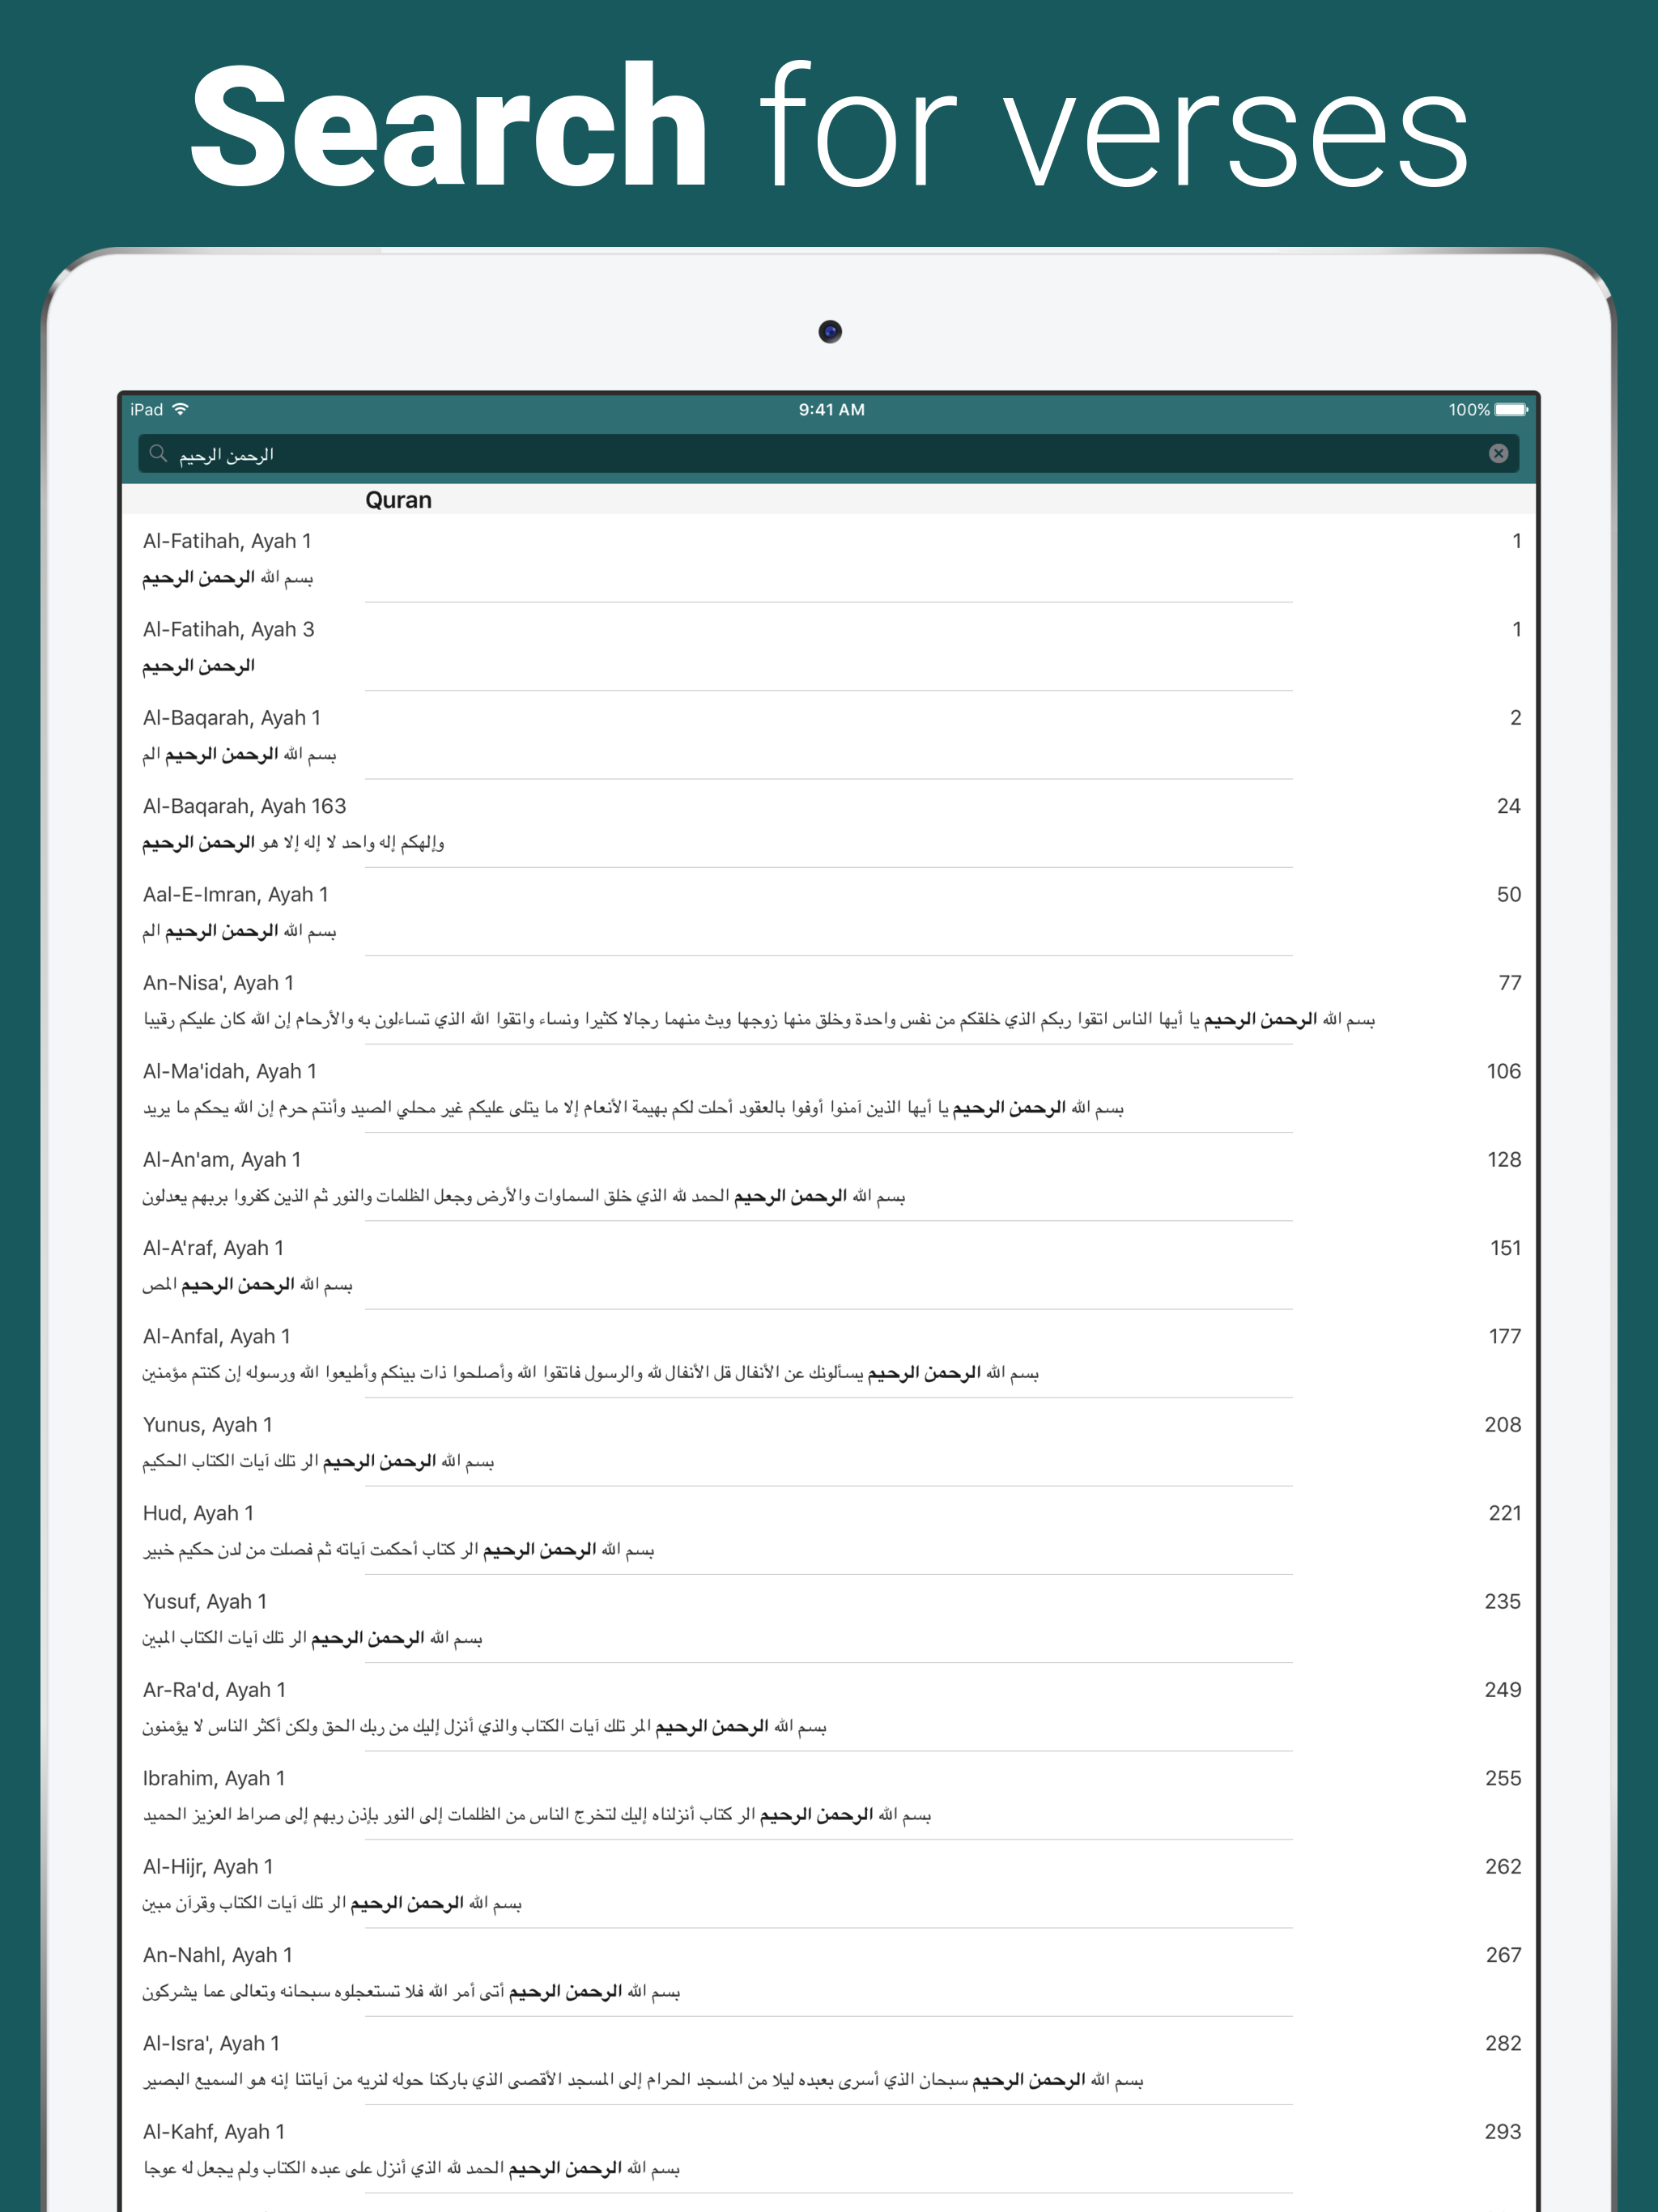 Search for verses
iPad 9:41 AM 100%
الرحمن الرحيم
Quran
Al-Fatihah, Ayah 1 1
بسم الله الرحمن الرحيم
Al-Fatihah, Ayah 3 1
الرحمن الرحيم
Al-Baqarah, Ayah 1 2
بسم الله الرحمن الرحيم الم
Al-Baqarah, Ayah 163 24
وإلهكم إله واحد لا إله إلا هو الرحمن الرحيم
Aal-E-Imran, Ayah 1 50
بسم الله الرحمن الرحيم الم
An-Nisa', Ayah 1 77
بسم الله الرحمن الرحيم يا أيها الناس اتقوا ربكم الذي خلقكم من نفس واحدة وخلق منها زوجها وبث منهما رجالا كثيرا ونساء واتقوا الله الذي تساءلون به والأرحام إن الله كان عليكم رقيبا
Al-Ma'idah, Ayah 1 106
بسم الله الرحمن الرحيم يا أيها الذين آمنوا أوفوا بالعقود أحلت لكم بهيمة الأنعام إلا ما يتلى عليكم غير محلي الصيد وأنتم حرم إن الله يحكم ما يريد
Al-An'am, Ayah 1 128
بسم الله الرحمن الرحيم الحمد لله الذي خلق السماوات والأرض وجعل الظلمات والنور ثم الذين كفروا بربهم يعدلون
Al-A'raf, Ayah 1 151
بسم الله الرحمن الرحيم المص
Al-Anfal, Ayah 1 177
بسم الله الرحمن الرحيم يسألونك عن الأنفال قل الأنفال لله والرسول فاتقوا الله وأصلحوا ذات بينكم وأطيعوا الله ورسوله إن كنتم مؤمنين
Yunus, Ayah 1 208
بسم الله الرحمن الرحيم الر تلك آيات الكتاب الحكيم
Hud, Ayah 1 221
بسم الله الرحمن الرحيم الر كتاب أحكمت آياته ثم فصلت من لدن حكيم خبير
Yusuf, Ayah 1 235
بسم الله الرحمن الرحيم الر تلك آيات الكتاب المبين
Ar-Ra'd, Ayah 1 249
بسم الله الرحمن الرحيم المر تلك آيات الكتاب والذي أنزل إليك من ربك الحق ولكن أكثر الناس لا يؤمنون
Ibrahim, Ayah 1 255
بسم الله الرحمن الرحيم الر كتاب أنزلناه إليك لتخرج الناس من الظلمات إلى النور بإذن ربهم إلى صراط العزيز الحميد
Al-Hijr, Ayah 1 262
بسم الله الرحمن الرحيم الر تلك آيات الكتاب وقرآن مبين
An-Nahl, Ayah 1 267
بسم الله الرحمن الرحيم أتى أمر الله فلا تستعجلوه سبحانه وتعالى عما يشركون
Al-Isra', Ayah 1 282
بسم الله الرحمن الرحيم سبحان الذي أسرى بعبده ليلا من المسجد الحرام إلى المسجد الأقصى الذي باركنا حوله لنريه من آياتنا إنه هو السميع البصير
Al-Kahf, Ayah 1 293
بسم الله الرحمن الرحيم الحمد لله الذي أنزل على عبده الكتاب ولم يجعل له عوجا